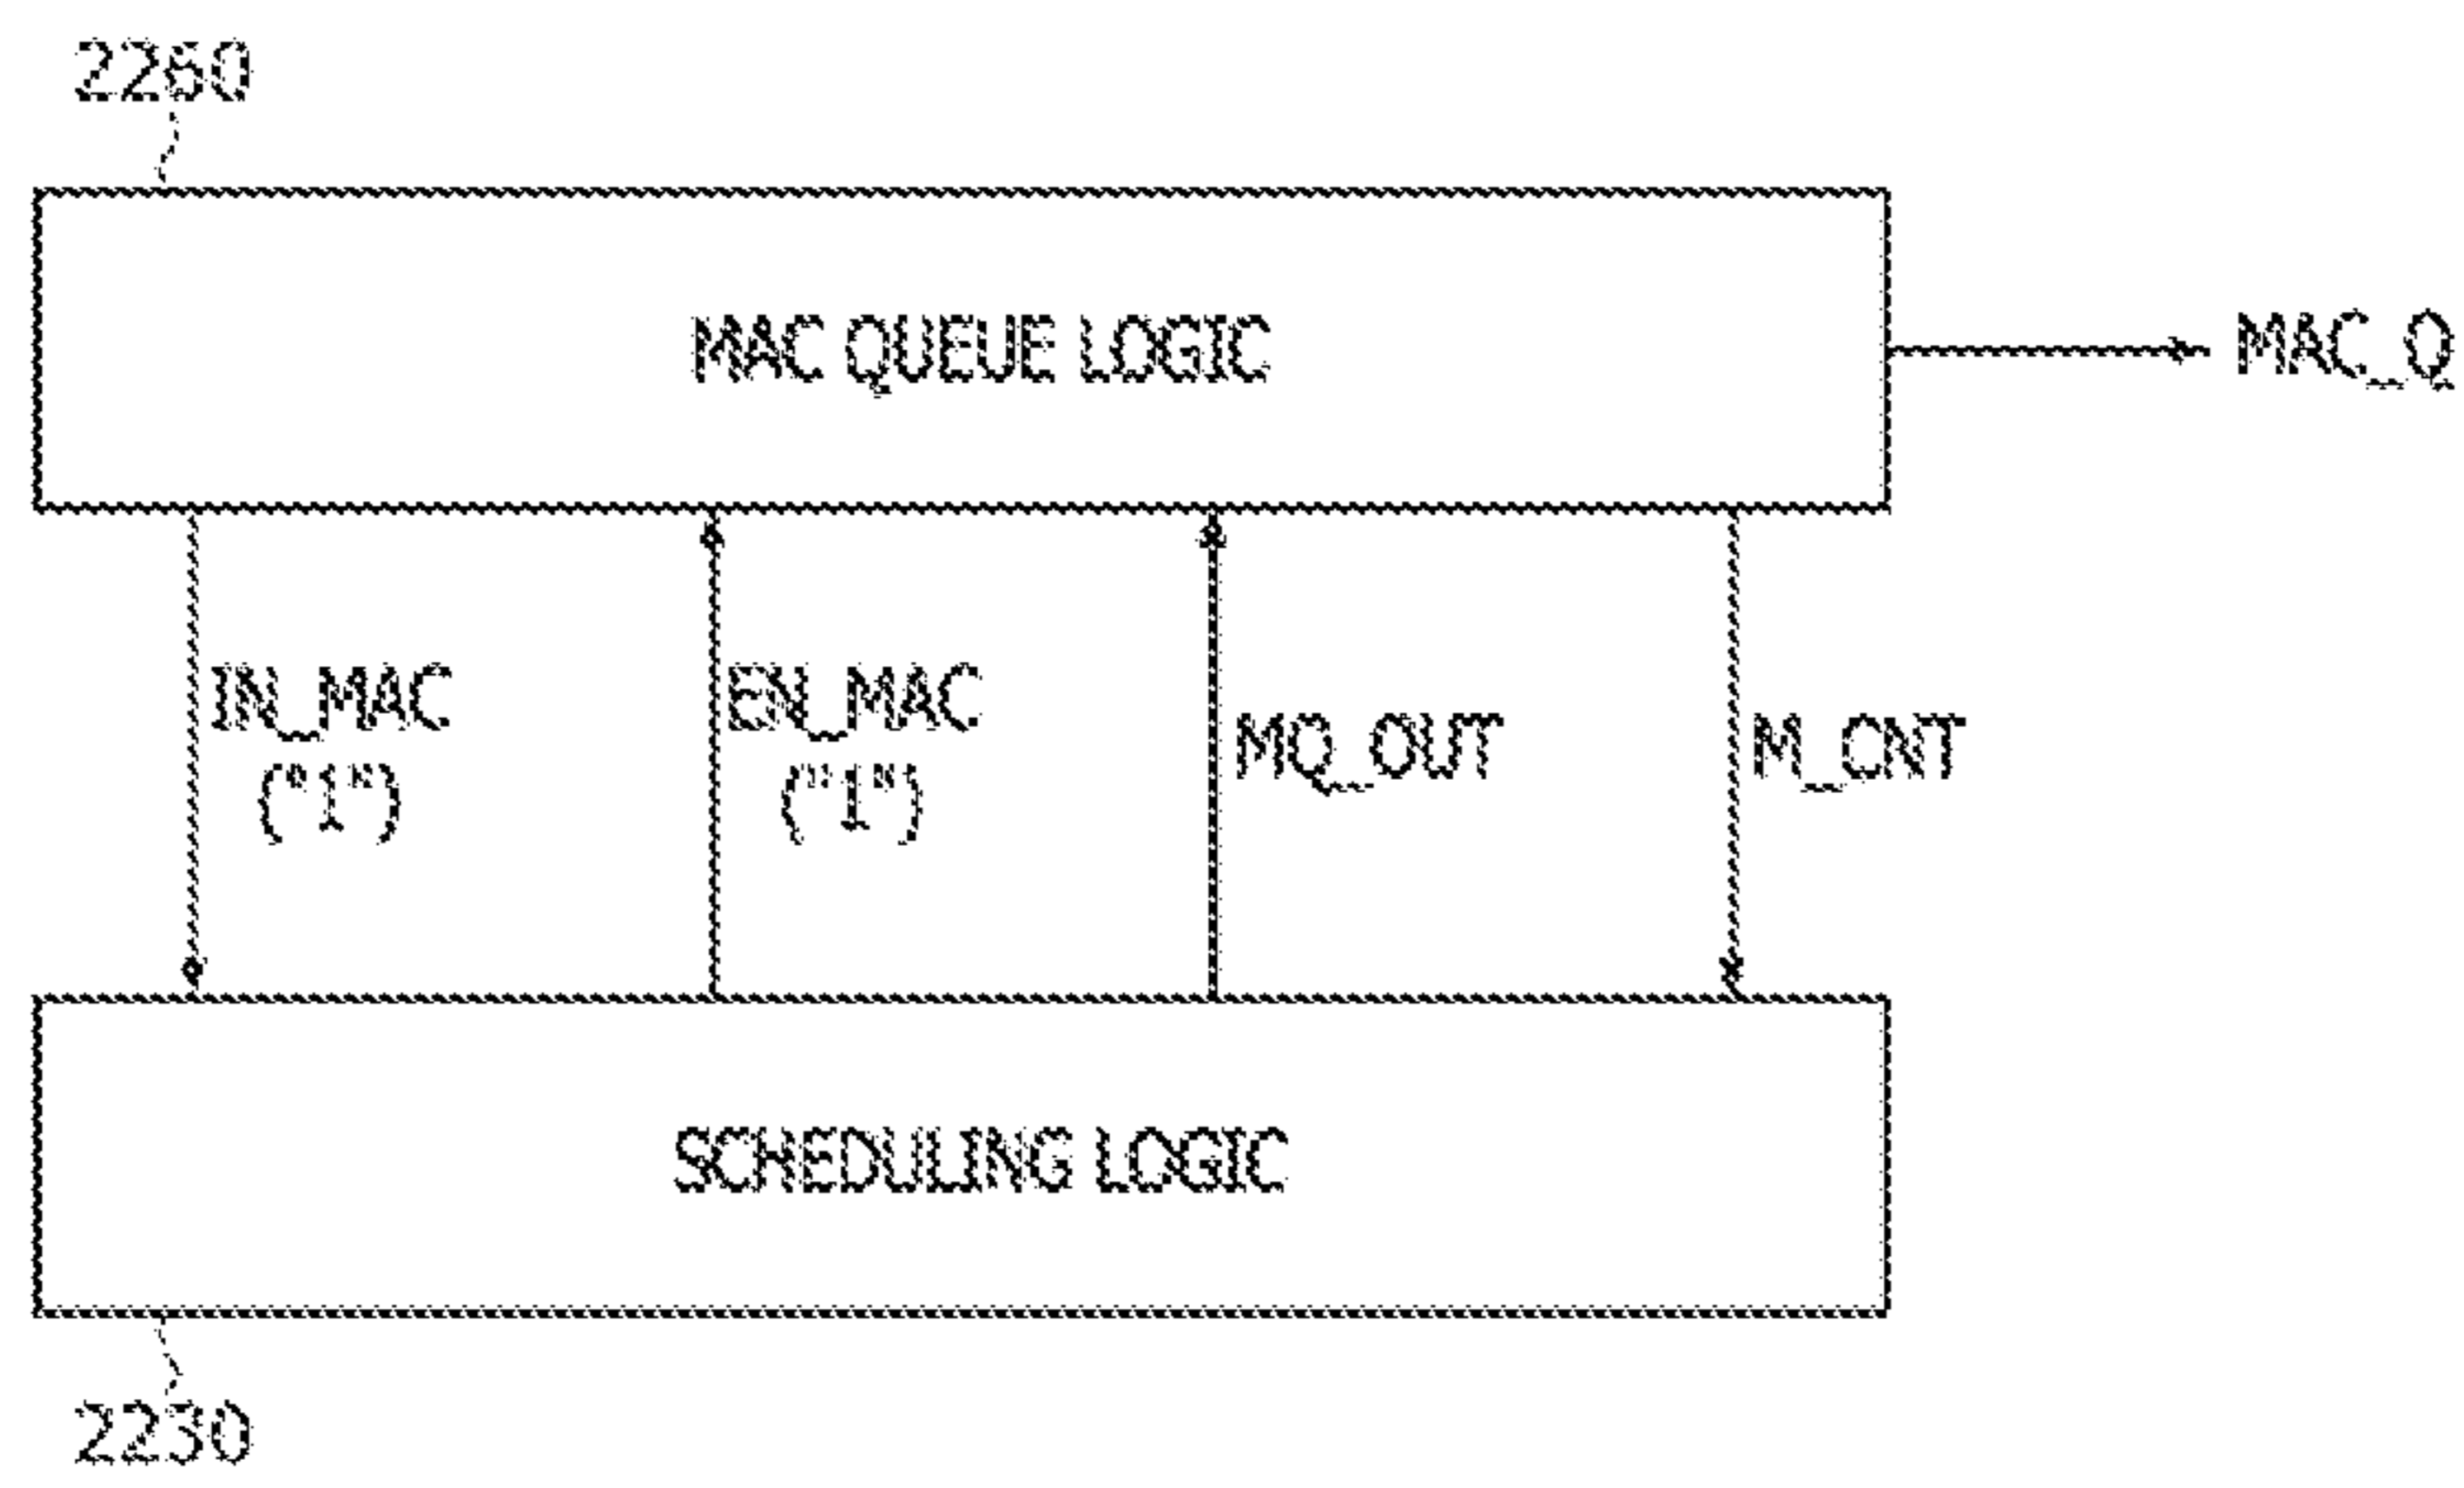 2260
MAC QUEUE LOGIC
MAC_Q
IN_MAC
("1")
EN_MAC
("1")
MQ_OUT
M_CNT
SCHEDULING LOGIC
2230